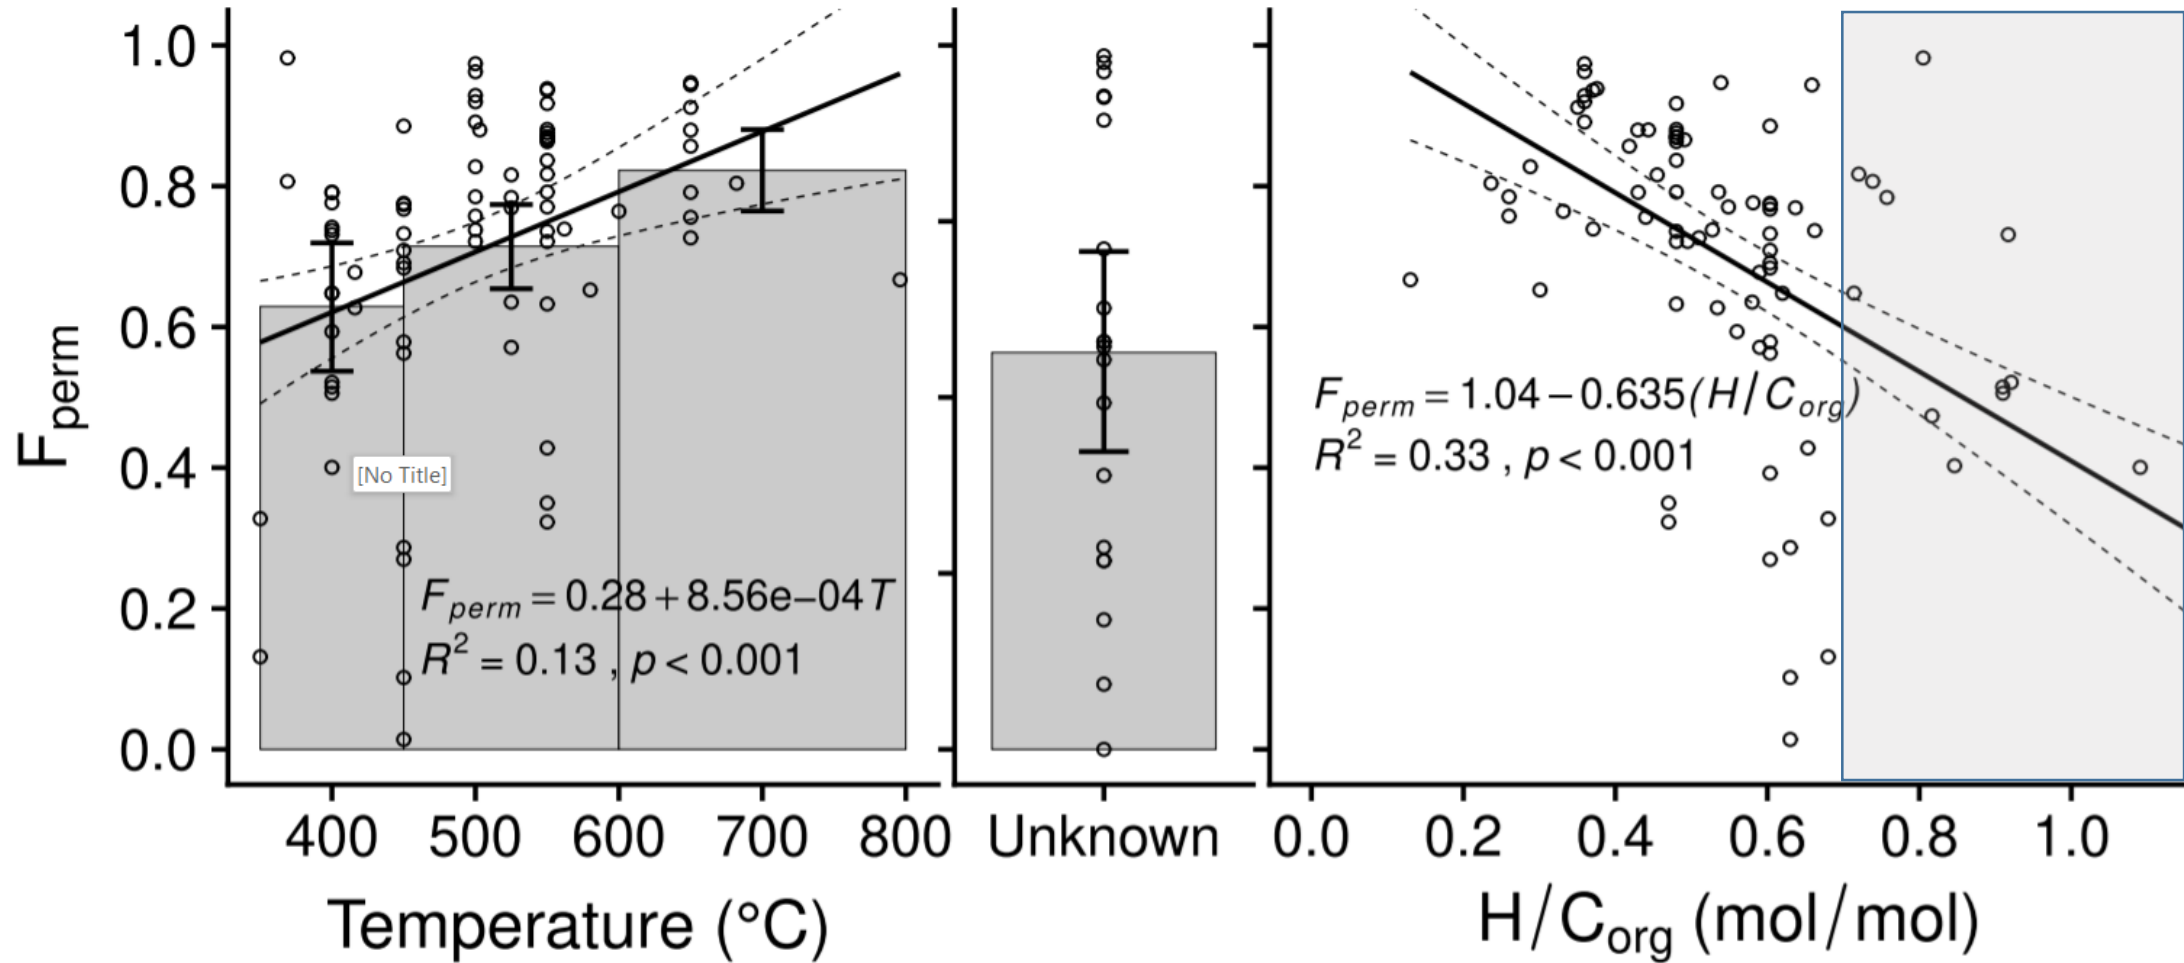 F_perm
1.0
0.8
0.6
0.4
0.2
0.0
[No Title]
F_perm = 0.28 + 8.56e−04 T
R² = 0.13 , p < 0.001
400 500 600 700 800
Temperature (°C)
Unknown
F_perm = 1.04 − 0.635(H/C_org)
R² = 0.33 , p < 0.001
0.0 0.2 0.4 0.6 0.8 1.0
H/C_org (mol/mol)